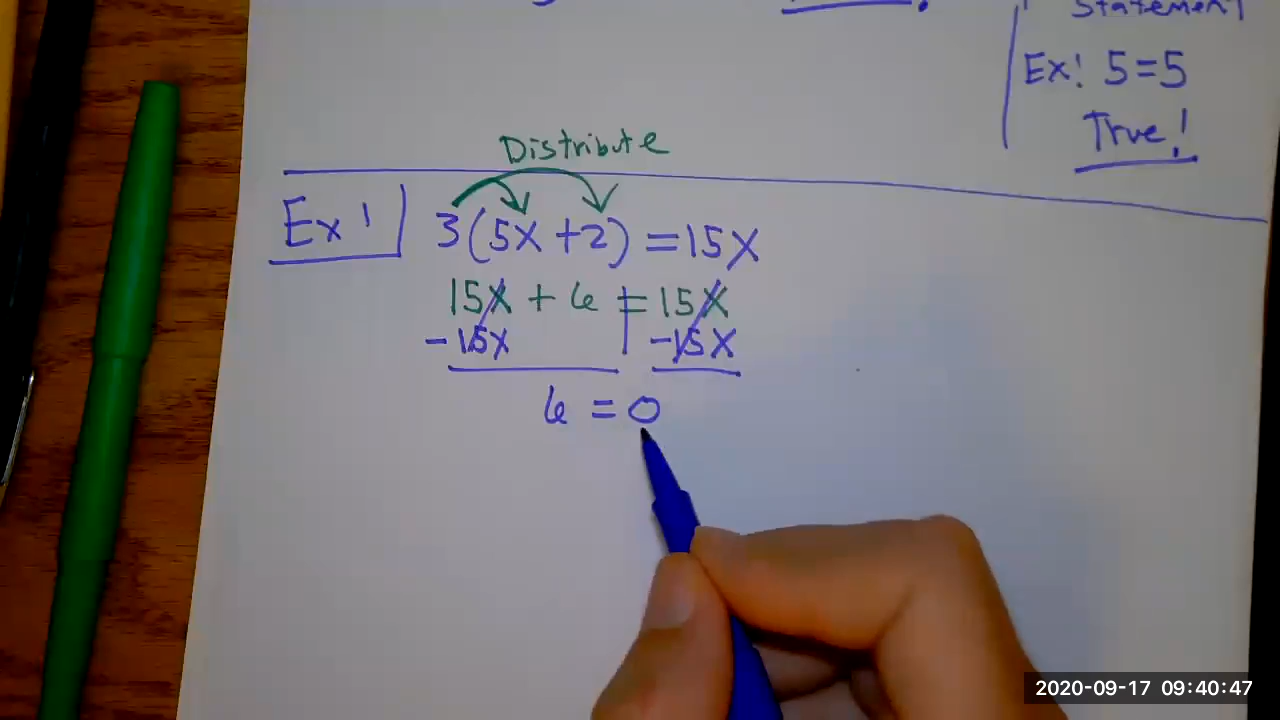 Statement
Ex! 5=5
True!
Distribute
Ex 1 3(5X+2)=15X
15X + 6 = 15X
-15X -15X
6 = 0
2020-09-17 09:40:47